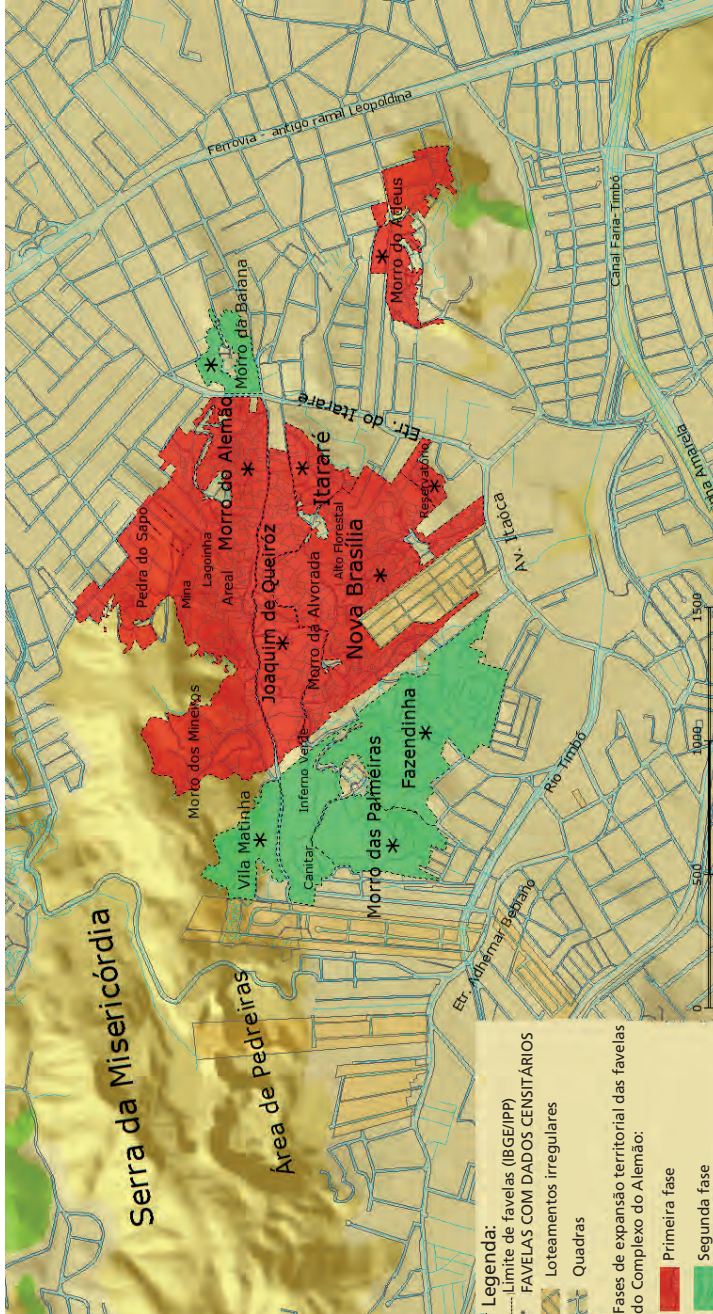 Serra da Misericórdia
Área de Pedreiras
Ferrovia - antigo ramal Leopoldina
Morro da Baiana
Morro do Adeus
Pedra do Sapo
Mina
Lagoinha
Areal
Morro do Alemão
Etr. do Itararé
Itararé
Morro dos Mineiros
Joaquim de Queiróz
Morro da Alvorada
Alto Florestal
Nova Brasília
Reservatório
Canal Faria-Timbó
Vila Matinha
Inferno Verde
Canitar
Morro das Palmeiras
Fazendinha
Av. Itaóca
Amarela
Rio Timbó
Etr. Adhemar Bebiano
0 500 1000 1500
Legenda:
Limite de favelas (IBGE/IPP)
* FAVELAS COM DADOS CENSITÁRIOS
Loteamentos irregulares
Quadras
Fases de expansão territorial das favelas
do Complexo do Alemão:
Primeira fase
Segunda fase